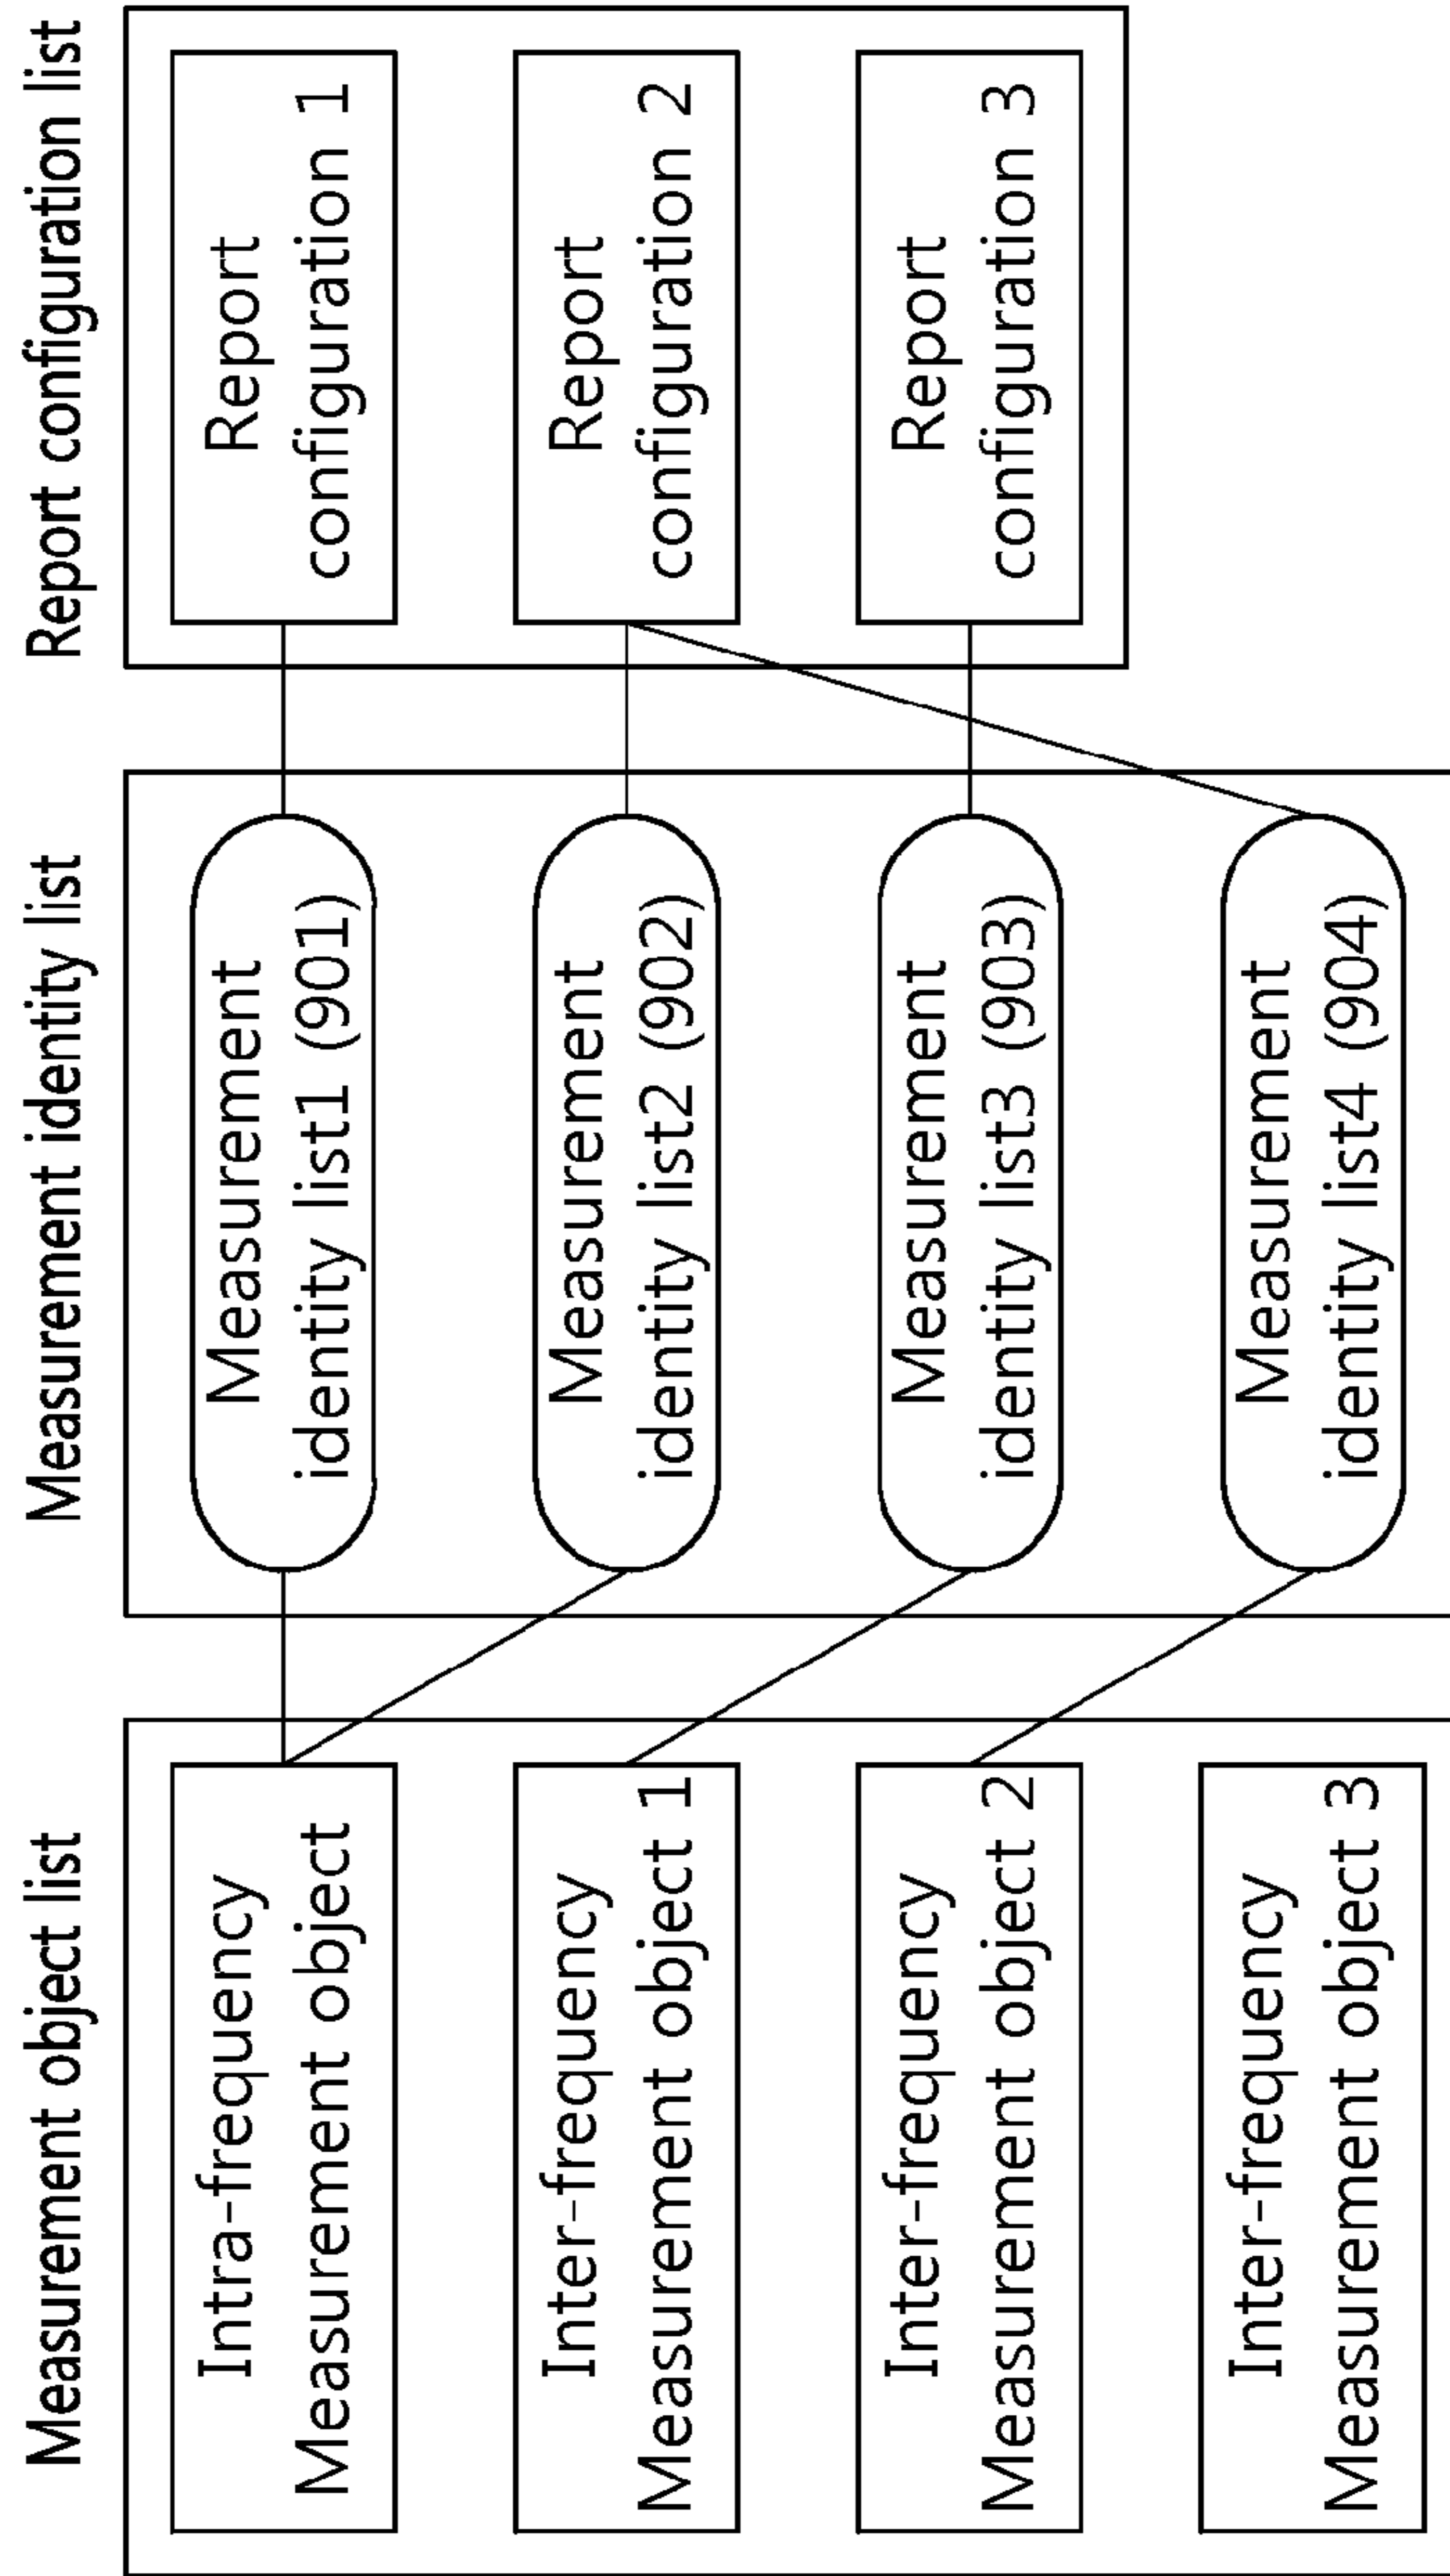 Measurement object list
Intra-frequency
Measurement object
Inter-frequency
Measurement object 1
Inter-frequency
Measurement object 2
Inter-frequency
Measurement object 3
Measurement identity list
Measurement
identity list1 (901)
Measurement
identity list2 (902)
Measurement
identity list3 (903)
Measurement
identity list4 (904)
Report configuration list
Report
configuration 1
Report
configuration 2
Report
configuration 3